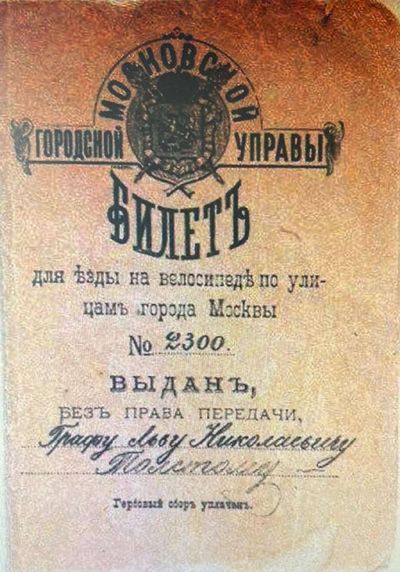 МОСКОВСКОЙ
ГОРОДСКОЙ УПРАВЫ
БИЛЕТЪ
для ѣзды на велосипедѣ по ули-
цамъ города Москвы
№ 2300.
ВЫДАНЪ,
БЕЗЪ ПРАВА ПЕРЕДАЧИ,
Графу Льву Николаевичу
Толстому
Гербовый сборъ уплаченъ.